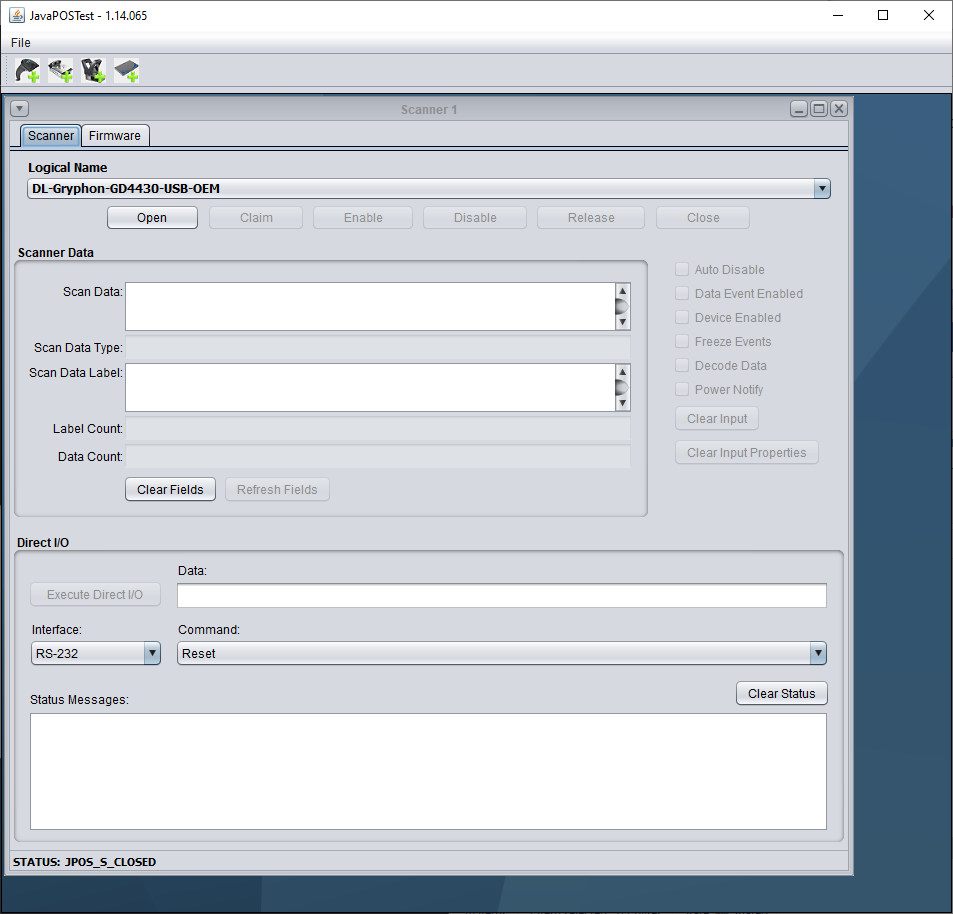 JavaPOSTest - 1.14.065
File
Scanner 1
Scanner Firmware
Logical Name
DL-Gryphon-GD4430-USB-OEM
Open Claim Enable Disable Release Close
Scanner Data
Scan Data:
Scan Data Type:
Scan Data Label:
Label Count:
Data Count:
Clear Fields Refresh Fields
Auto Disable
Data Event Enabled
Device Enabled
Freeze Events
Decode Data
Power Notify
Clear Input
Clear Input Properties
Direct I/O
Data:
Execute Direct I/O
Interface: Command:
RS-232 Reset
Clear Status
Status Messages:
STATUS: JPOS_S_CLOSED